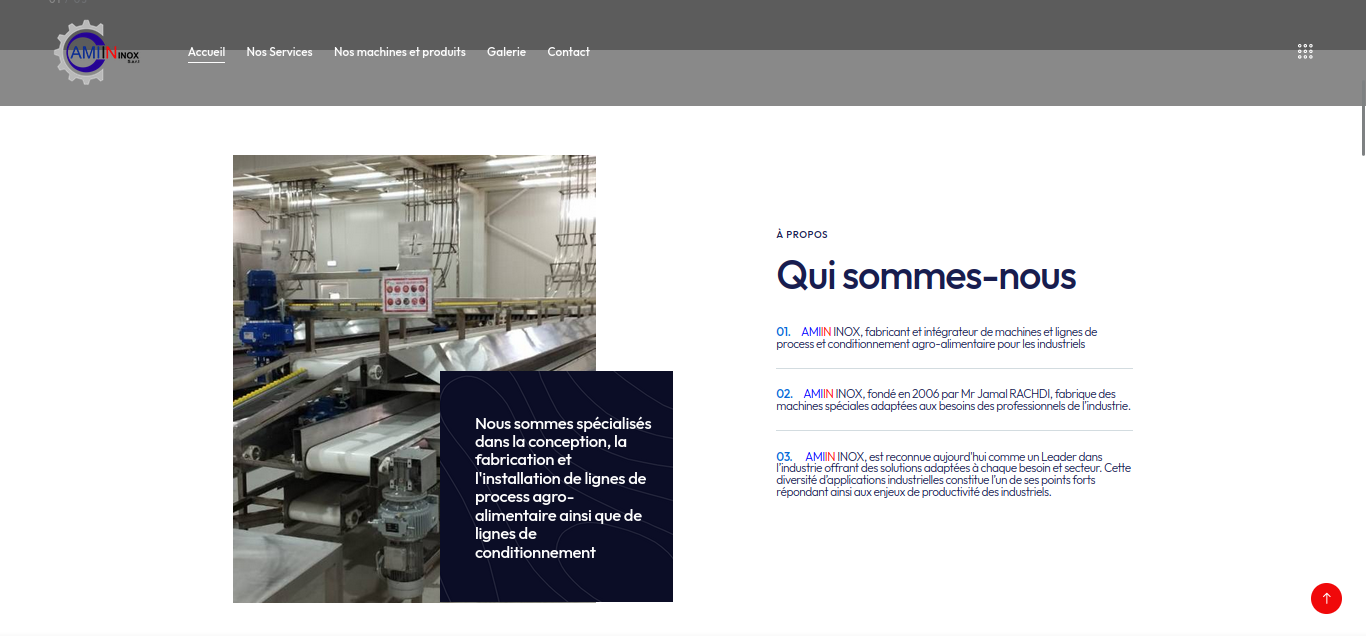 AMIIN INOX
S.a.r.l
Accueil
Nos Services
Nos machines et produits
Galerie
Contact
5
Nous sommes spécialisés
dans la conception, la
fabrication et
l'installation de lignes de
process agro-
alimentaire ainsi que de
lignes de
conditionnement
À PROPOS
Qui sommes-nous
01. AMIIN INOX, fabricant et intégrateur de machines et lignes de
process et conditionnement agro-alimentaire pour les industriels
02. AMIIN INOX, fondé en 2006 par Mr Jamal RACHDI, fabrique des
machines spéciales adaptées aux besoins des professionnels de l'industrie.
03. AMIIN INOX, est reconnue aujourd'hui comme un Leader dans
l'industrie offrant des solutions adaptées à chaque besoin et secteur. Cette
diversité d'applications industrielles constitue l'un de ses points forts
répondant ainsi aux enjeux de productivité des industriels.